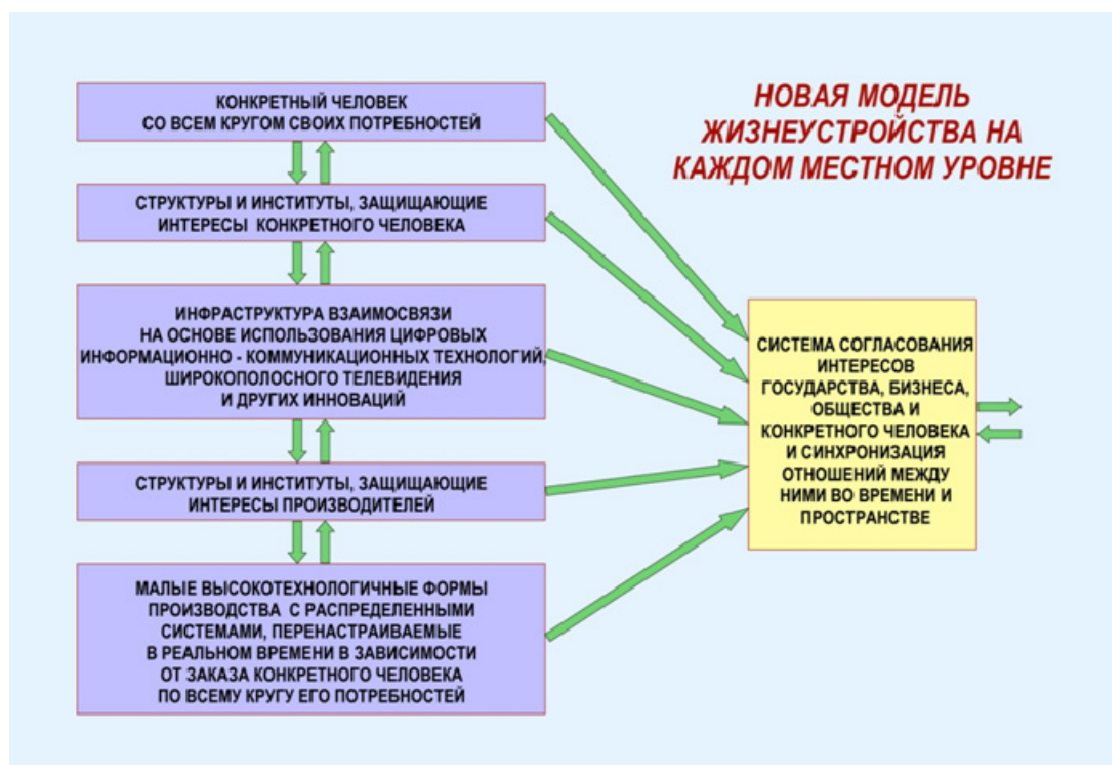 НОВАЯ МОДЕЛЬ
ЖИЗНЕУСТРОЙСТВА НА
КАЖДОМ МЕСТНОМ УРОВНЕ
КОНКРЕТНЫЙ ЧЕЛОВЕК
СО ВСЕМ КРУГОМ СВОИХ ПОТРЕБНОСТЕЙ
СТРУКТУРЫ И ИНСТИТУТЫ, ЗАЩИЩАЮЩИЕ
ИНТЕРЕСЫ КОНКРЕТНОГО ЧЕЛОВЕКА
ИНФРАСТРУКТУРА ВЗАИМОСВЯЗИ
НА ОСНОВЕ ИСПОЛЬЗОВАНИЯ ЦИФРОВЫХ
ИНФОРМАЦИОННО - КОММУНИКАЦИОННЫХ ТЕХНОЛОГИЙ,
ШИРОКОПОЛОСНОГО ТЕЛЕВИДЕНИЯ
И ДРУГИХ ИННОВАЦИЙ
СТРУКТУРЫ И ИНСТИТУТЫ, ЗАЩИЩАЮЩИЕ
ИНТЕРЕСЫ ПРОИЗВОДИТЕЛЕЙ
МАЛЫЕ ВЫСОКОТЕХНОЛОГИЧНЫЕ ФОРМЫ
ПРОИЗВОДСТВА С РАСПРЕДЕЛЕННЫМИ
СИСТЕМАМИ, ПЕРЕНАСТРАИВАЕМЫЕ
В РЕАЛЬНОМ ВРЕМЕНИ В ЗАВИСИМОСТИ
ОТ ЗАКАЗА КОНКРЕТНОГО ЧЕЛОВЕКА
ПО ВСЕМУ КРУГУ ЕГО ПОТРЕБНОСТЕЙ
СИСТЕМА СОГЛАСОВАНИЯ
ИНТЕРЕСОВ
ГОСУДАРСТВА, БИЗНЕСА,
ОБЩЕСТВА И
КОНКРЕТНОГО ЧЕЛОВЕКА
И СИНХРОНИЗАЦИЯ
ОТНОШЕНИЙ МЕЖДУ
НИМИ ВО ВРЕМЕНИ И
ПРОСТРАНСТВЕ